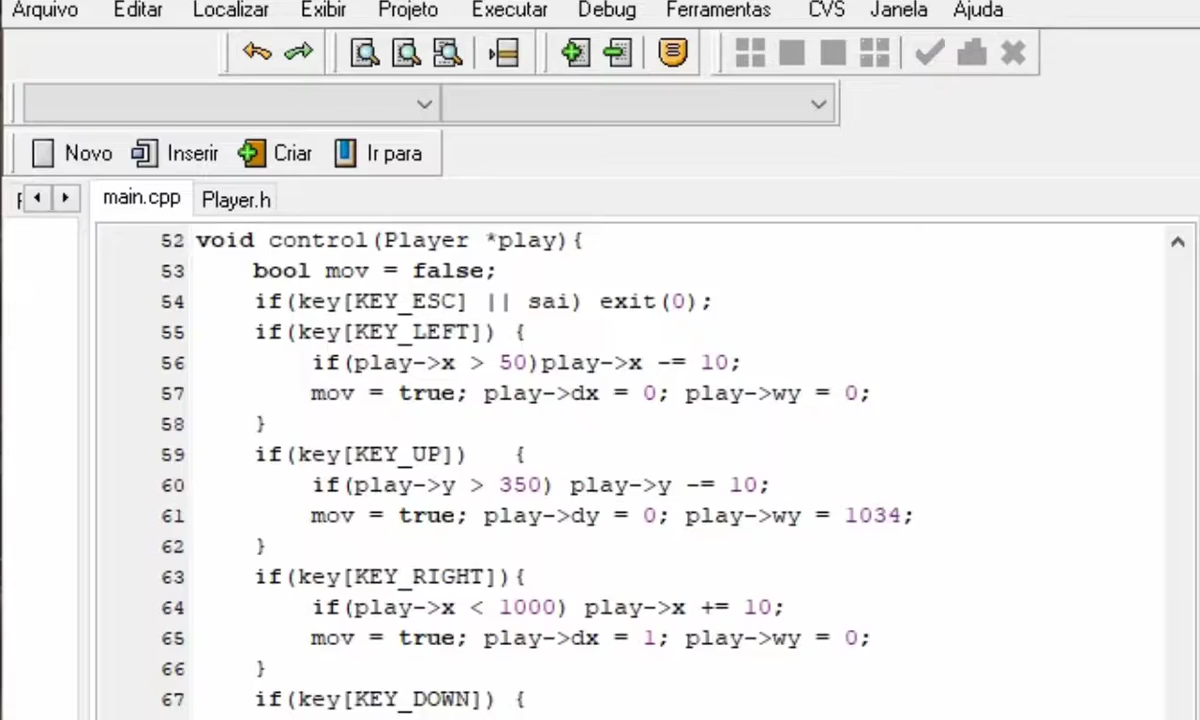 Arquivo Editar Localizar Exibir Projeto Executar Debug Ferramentas CVS Janela Ajuda
Novo Inserir Criar Ir para
main.cpp Player.h
52 void control(Player *play){
53 bool mov = false;
54 if(key[KEY_ESC] || sai) exit(0);
55 if(key[KEY_LEFT]) {
56 if(play->x > 50)play->x -= 10;
57 mov = true; play->dx = 0; play->wy = 0;
58 }
59 if(key[KEY_UP]) {
60 if(play->y > 350) play->y -= 10;
61 mov = true; play->dy = 0; play->wy = 1034;
62 }
63 if(key[KEY_RIGHT]){
64 if(play->x < 1000) play->x += 10;
65 mov = true; play->dx = 1; play->wy = 0;
66 }
67 if(key[KEY_DOWN]) {